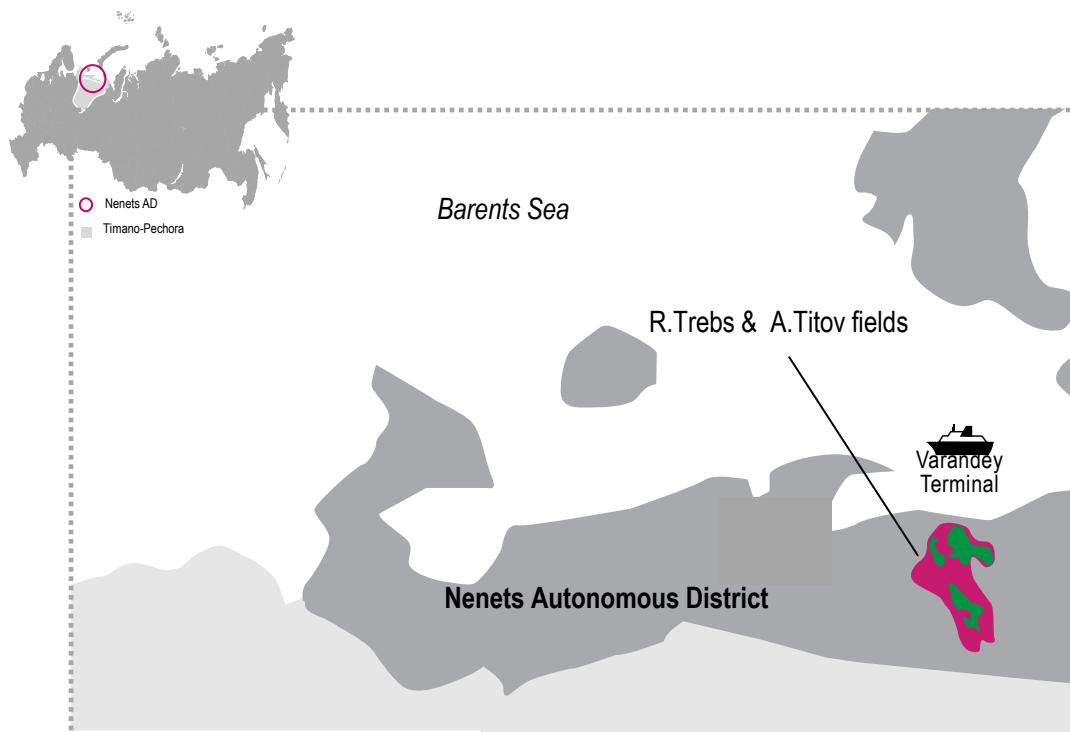 Nenets AD
Timano-Pechora
Barents Sea
R.Trebs & A.Titov fields
Varandey
Terminal
Nenets Autonomous District